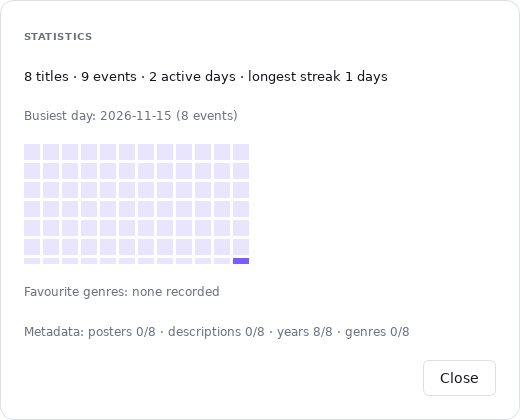 STATISTICS
8 titles · 9 events · 2 active days · longest streak 1 days
Busiest day: 2026-11-15 (8 events)
Favourite genres: none recorded
Metadata: posters 0/8 · descriptions 0/8 · years 8/8 · genres 0/8
Close